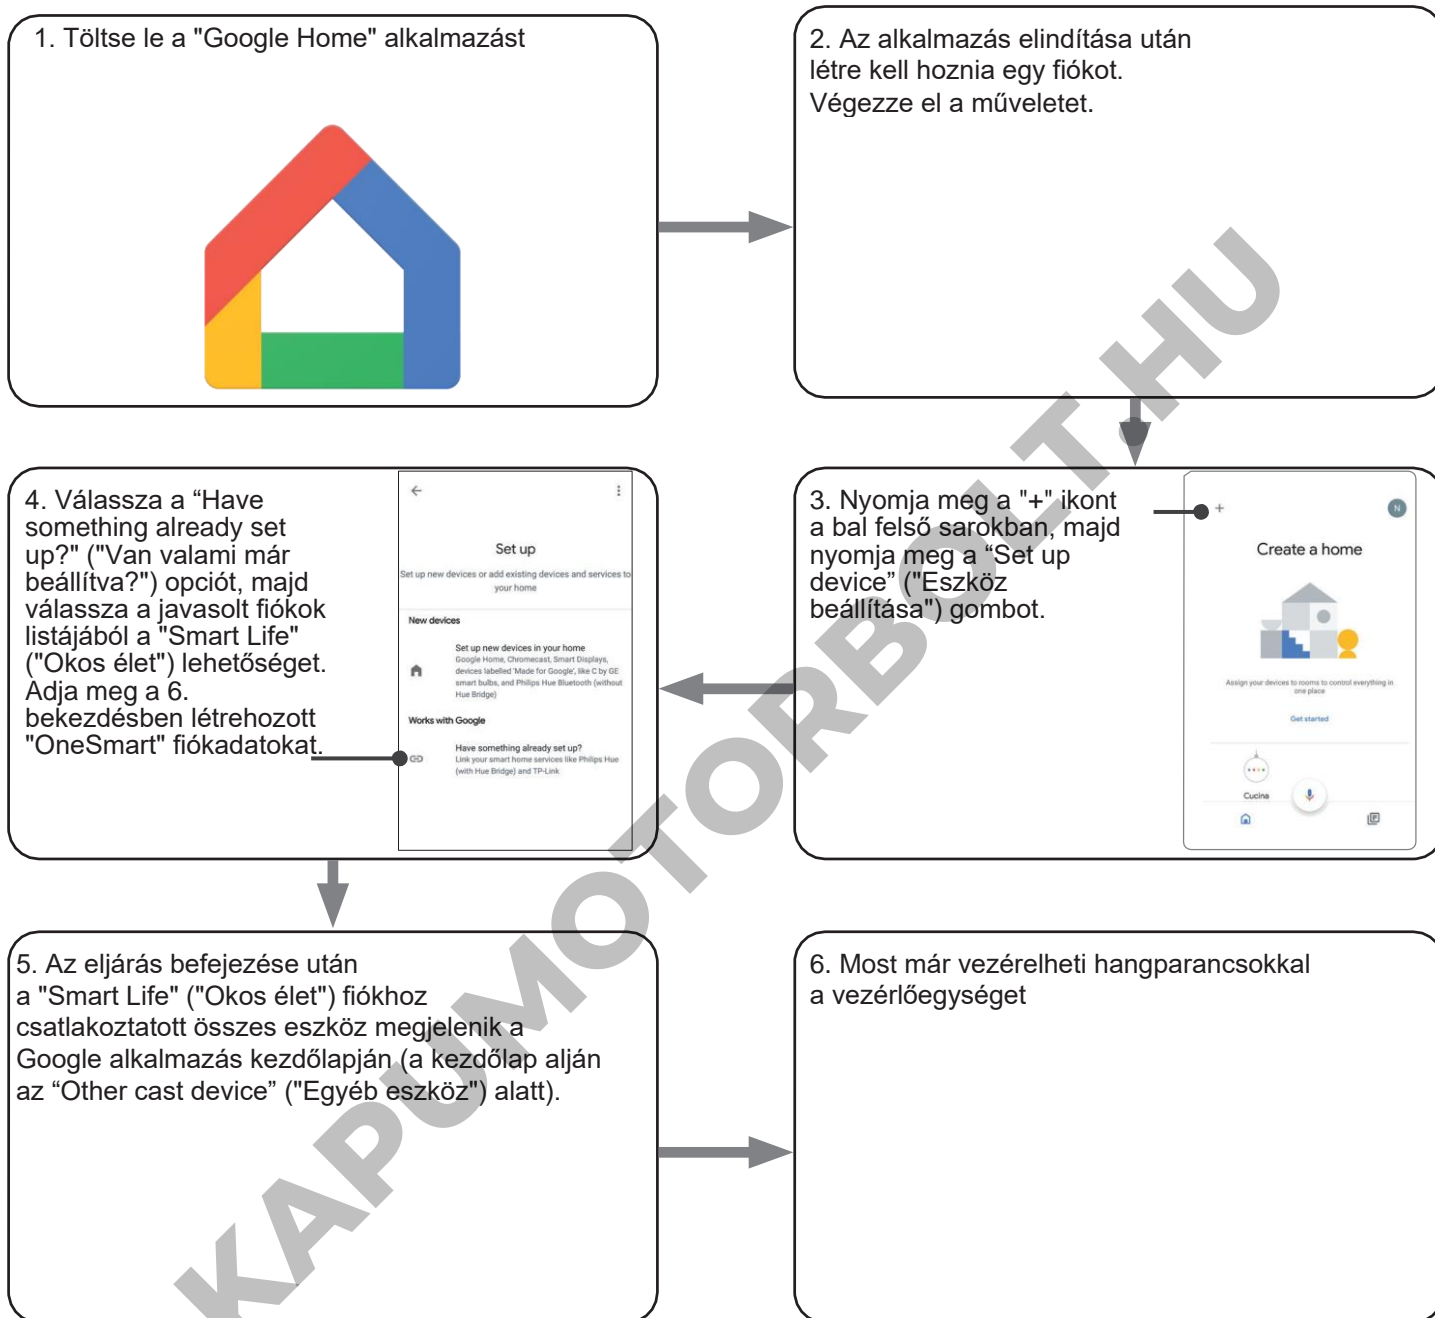 1. Töltse le a "Google Home" alkalmazást
2. Az alkalmazás elindítása után
létre kell hoznia egy fiókot.
Végezze el a műveletet.
3. Nyomja meg a "+" ikont
a bal felső sarokban, majd
nyomja meg a “Set up
device” ("Eszköz
beállítása") gombot.
+
N
Create a home
Assign your devices to rooms to control everything in
one place
Get started
Cucina
4. Válassza a “Have
something already set
up?" ("Van valami már
beállítva?") opciót, majd
válassza a javasolt fiókok
listájából a "Smart Life"
("Okos élet") lehetőséget.
Adja meg a 6.
bekezdésben létrehozott
"OneSmart" fiókadatokat.
Set up
Set up new devices or add existing devices and services to
your home
New devices
Set up new devices in your home
Google Home, Chromecast, Smart Displays,
devices labelled 'Made for Google', like C by GE
smart bulbs, and Philips Hue Bluetooth (without
Hue Bridge)
Works with Google
Have something already set up?
Link your smart home services like Philips Hue
(with Hue Bridge) and TP-Link
5. Az eljárás befejezése után
a "Smart Life" ("Okos élet") fiókhoz
csatlakoztatott összes eszköz megjelenik a
Google alkalmazás kezdőlapján (a kezdőlap alján
az “Other cast device” ("Egyéb eszköz") alatt).
6. Most már vezérelheti hangparancsokkal
a vezérlőegységet
KAPUMOTORBOLT.HU